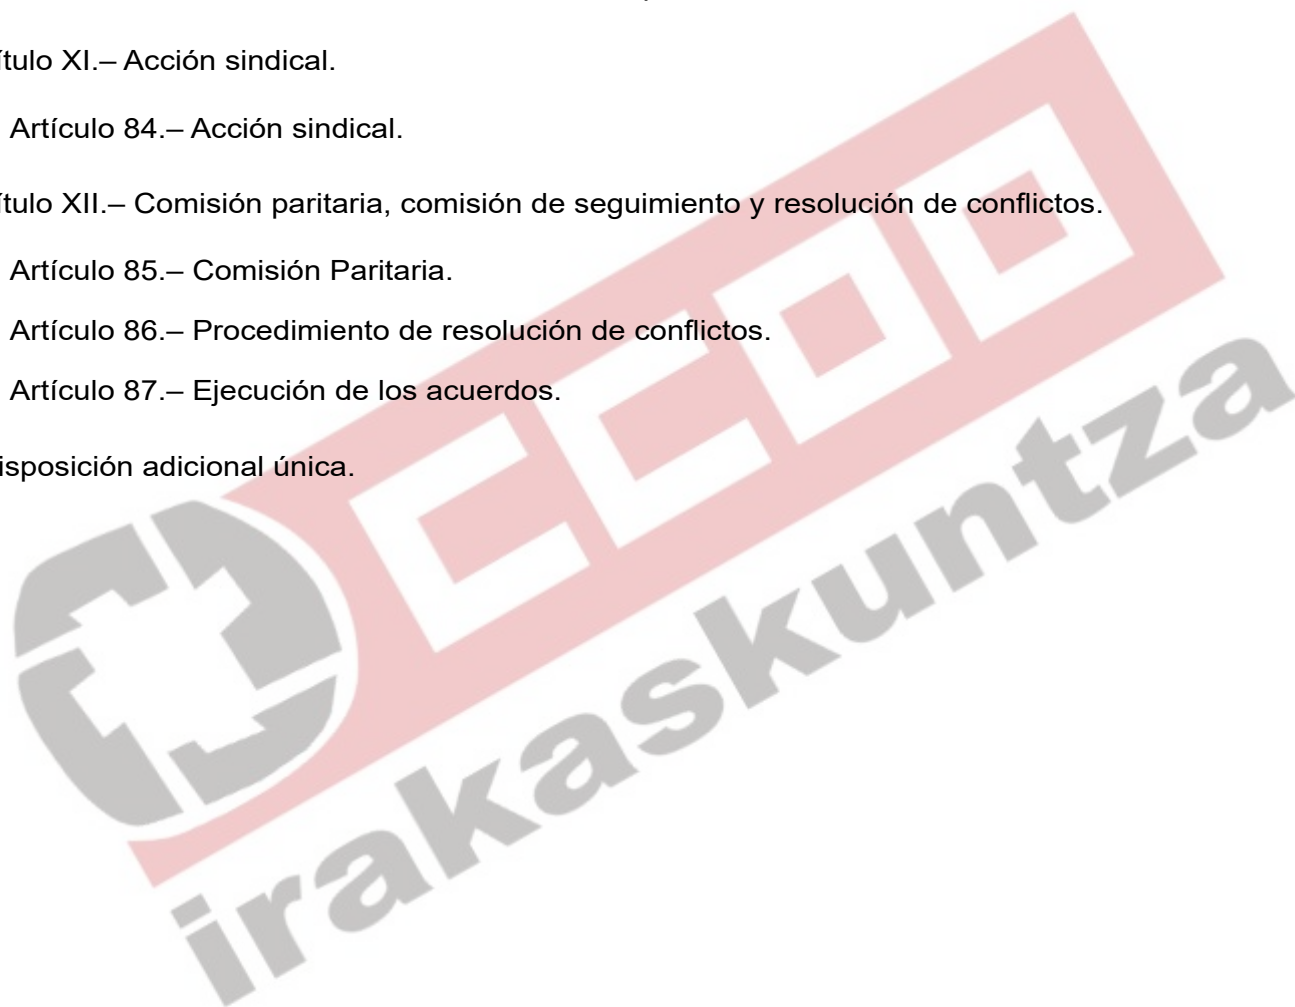 ítulo XI.– Acción sindical.
Artículo 84.– Acción sindical.
ítulo XII.– Comisión paritaria, comisión de seguimiento y resolución de conflictos.
Artículo 85.– Comisión Paritaria.
Artículo 86.– Procedimiento de resolución de conflictos.
Artículo 87.– Ejecución de los acuerdos.
isposición adicional única.
CCOO
irakaskuntza